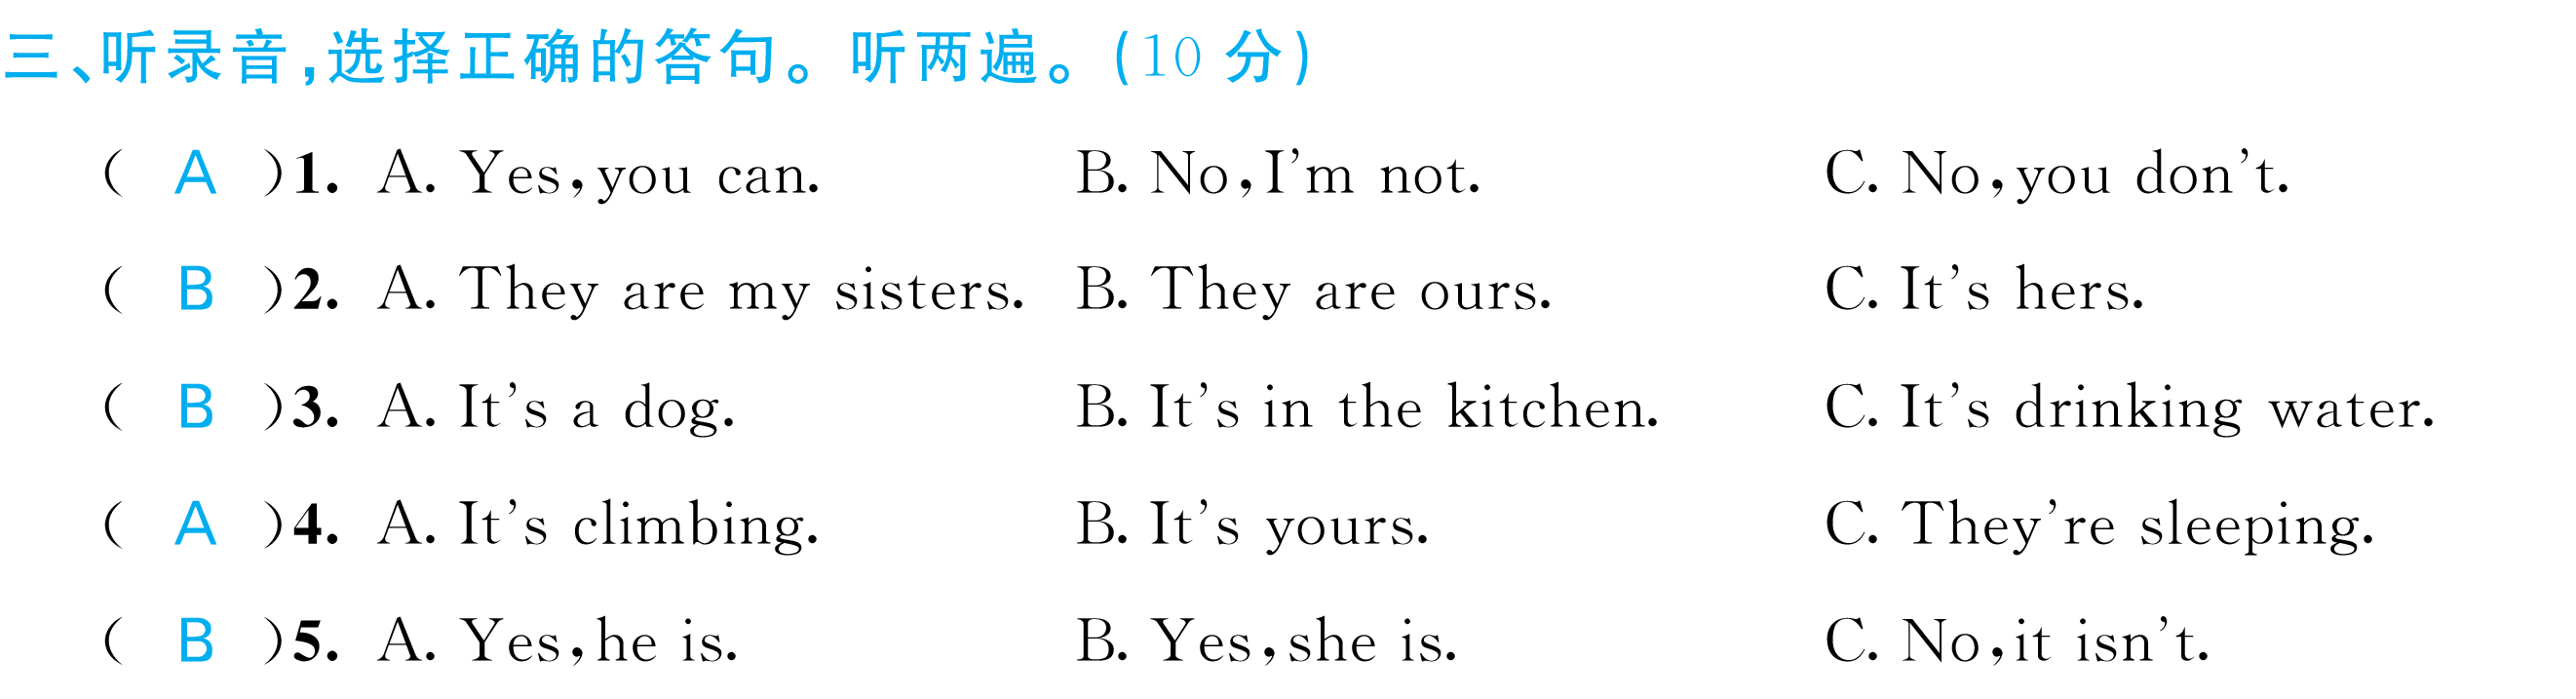 三、听录音,选择正确的答句。听两遍。(10 分)
( A )1. A. Yes,you can. B. No,I'm not. C. No,you don't.
( B )2. A. They are my sisters. B. They are ours. C. It's hers.
( B )3. A. It's a dog. B. It's in the kitchen. C. It's drinking water.
( A )4. A. It's climbing. B. It's yours. C. They're sleeping.
( B )5. A. Yes,he is. B. Yes,she is. C. No,it isn't.